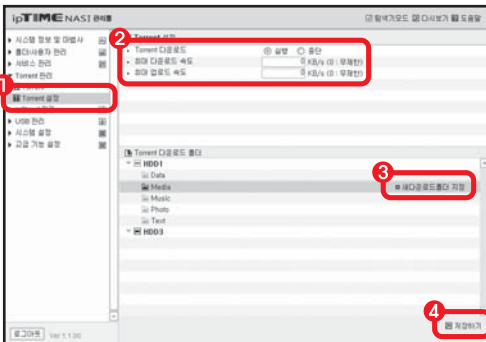 ipTIME NASI 관리툴
탐색기모드 다시보기 도움말
시스템 정보 및 마법사
폴더/사용자 관리
서비스 관리
Torrent 관리
Torrent 설정
USB 관리
시스템 설정
고급 기능 설정
로그아웃 Ver 1.1.00
1
2
Torrent 설정
Torrent 다운로드 실행 중단
최대 다운로드 속도 0 KB/s (0 : 무제한)
최대 업로드 속도 0 KB/s (0 : 무제한)
Torrent 다운로드 폴더
HDD1
Data
3
Media 새다운로드폴더 지정
Music
Photo
Text
HDD3
4
저장하기